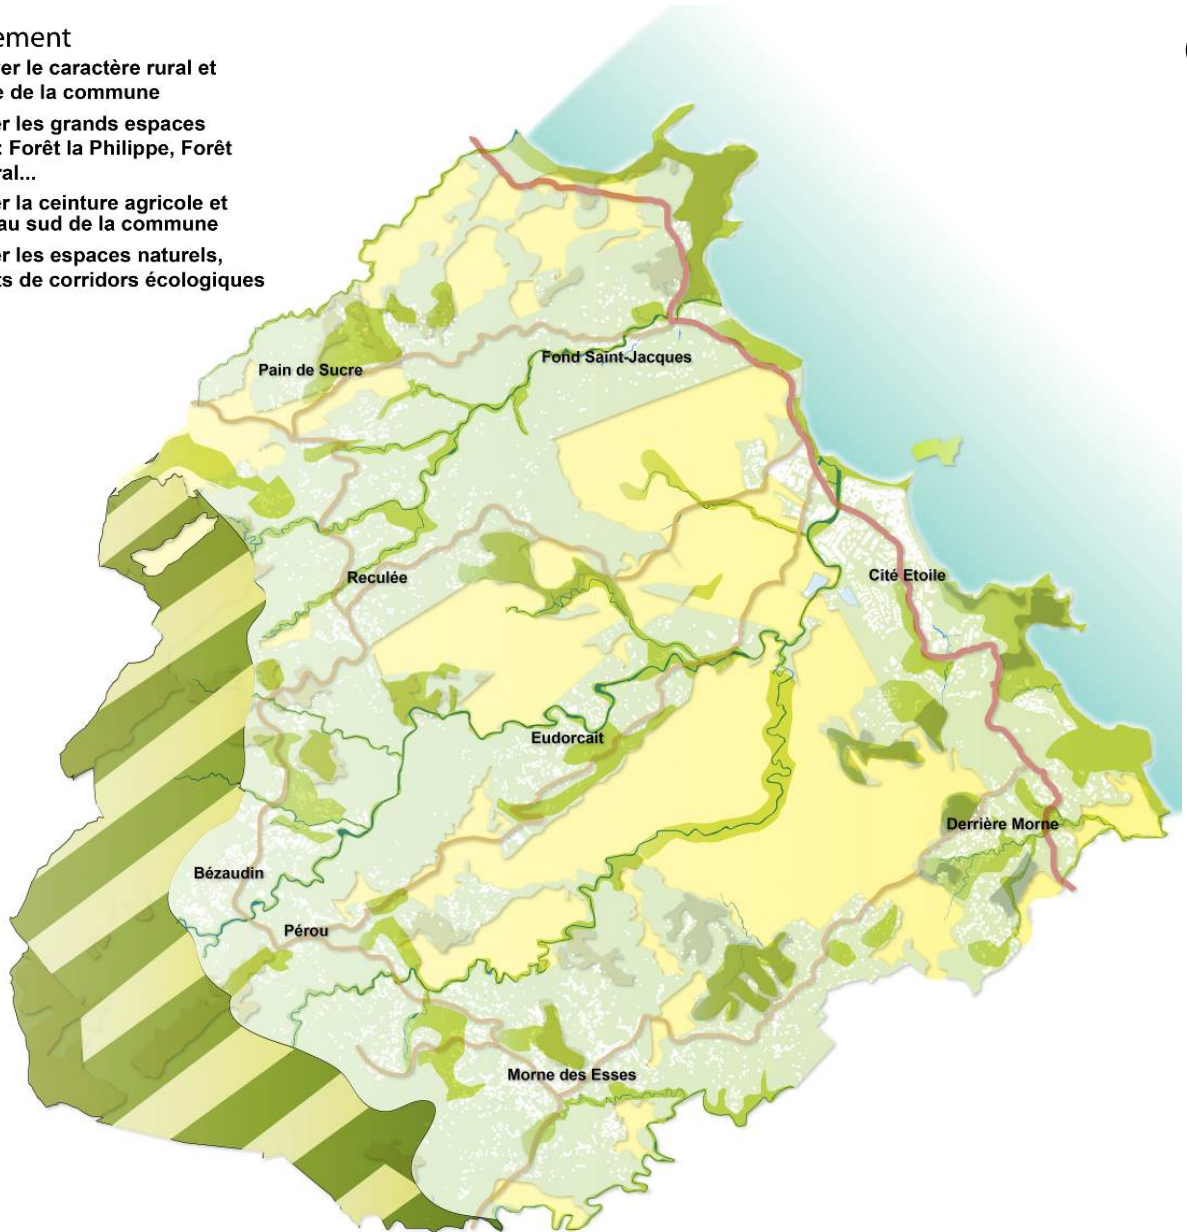 ement
er le caractère rural et
e de la commune
er les grands espaces
: Forêt la Philippe, Forêt
ral...
er la ceinture agricole et
au sud de la commune
er les espaces naturels,
ts de corridors écologiques
Pain de Sucre
Fond Saint-Jacques
Reculée
Cité Etoile
Eudorcait
Derrière Morne
Bézaudin
Pérou
Morne des Esses